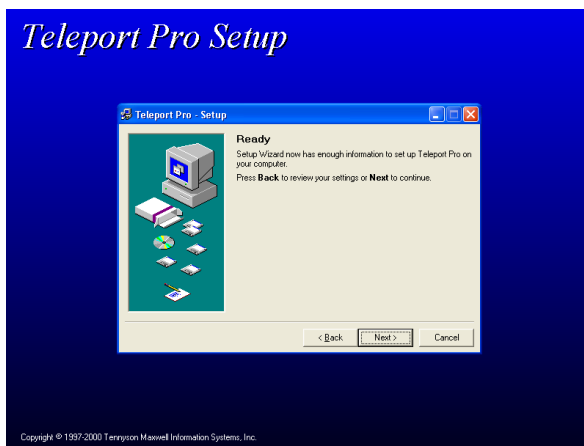 Teleport Pro Setup
Teleport Pro - Setup
Ready
Setup Wizard now has enough information to set up Teleport Pro on
your computer.
Press Back to review your settings or Next to continue.
< Back
Next >
Cancel
Copyright © 1997-2000 Tennyson Maxwell Information Systems, Inc.